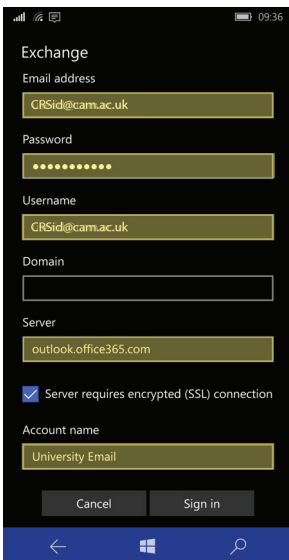 09:36
Exchange
Email address
CRSid@cam.ac.uk
Password
•••••••••••
Username
CRSid@cam.ac.uk
Domain
Server
outlook.office365.com
Server requires encrypted (SSL) connection
Account name
University Email
Cancel Sign in